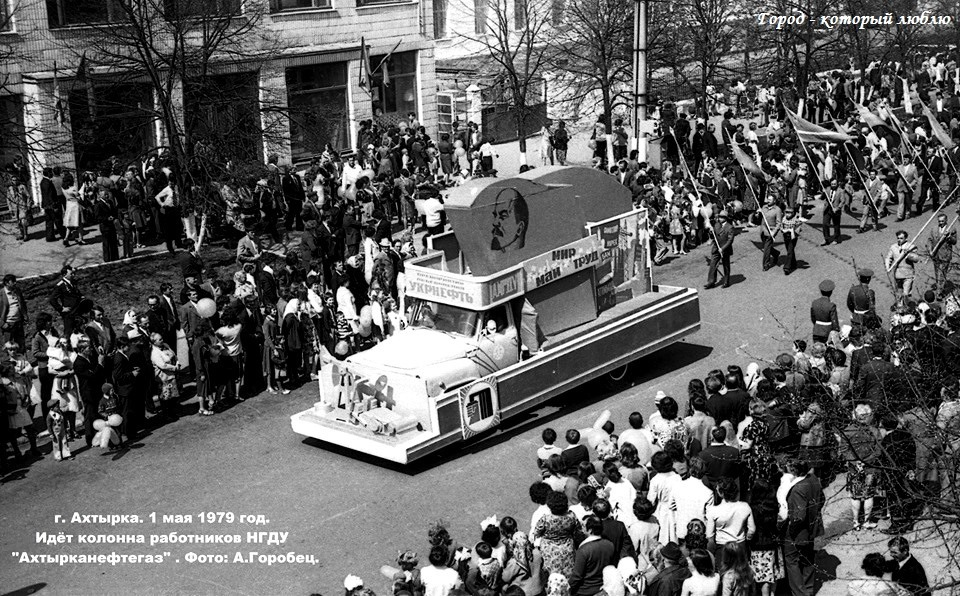 Город - который люблю
МИР
МАЙ ТРУД
УКРНЕФТЬ
г. Ахтырка. 1 мая 1979 год.
Идёт колонна работников НГДУ
"Ахтырканефтегаз" . Фото: А.Горобец.